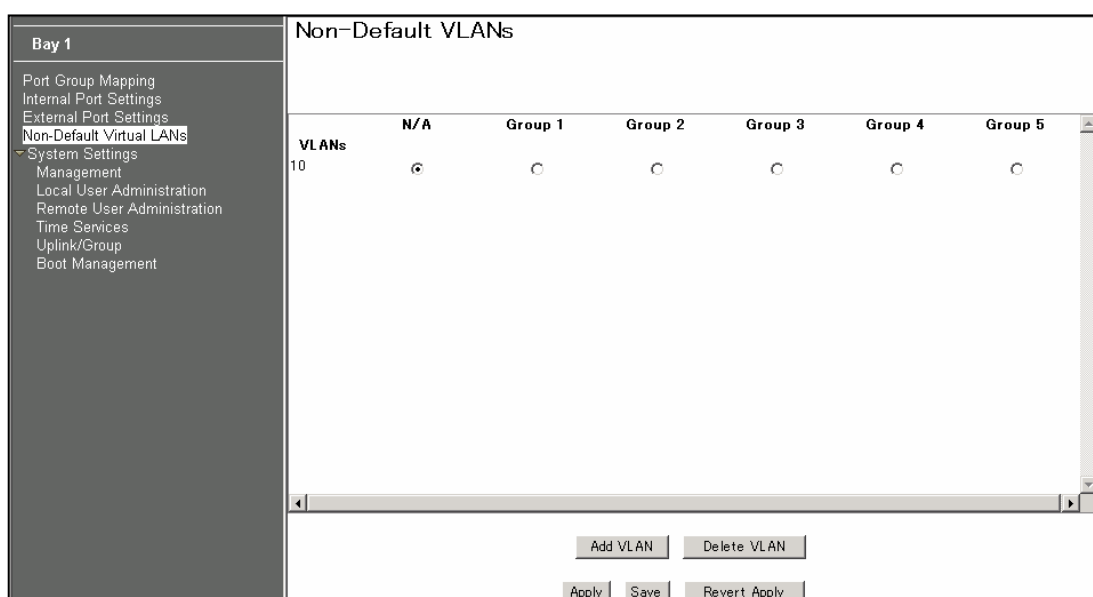 Bay 1
Port Group Mapping
Internal Port Settings
External Port Settings
Non-Default Virtual LANs
System Settings
Management
Local User Administration
Remote User Administration
Time Services
Uplink/Group
Boot Management
Non-Default VLANs
N/A Group 1 Group 2 Group 3 Group 4 Group 5
VLANs
10
Add VLAN Delete VLAN
Apply Save Revert Apply